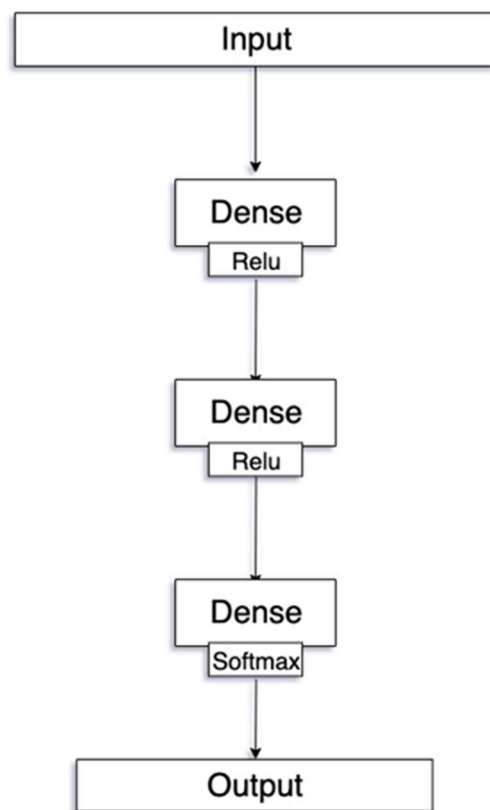 Input
Dense
Relu
Dense
Relu
Dense
Softmax
Output